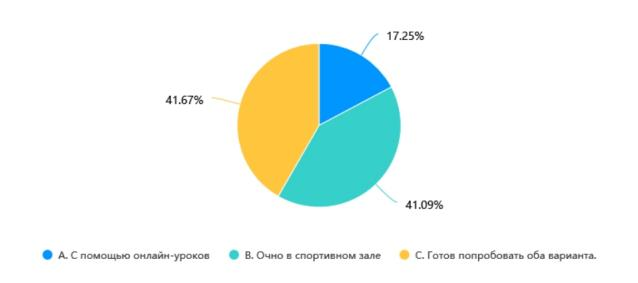 17.25%
41.67%
41.09%
A. С помощью онлайн-уроков
B. Очно в спортивном зале
C. Готов попробовать оба варианта.